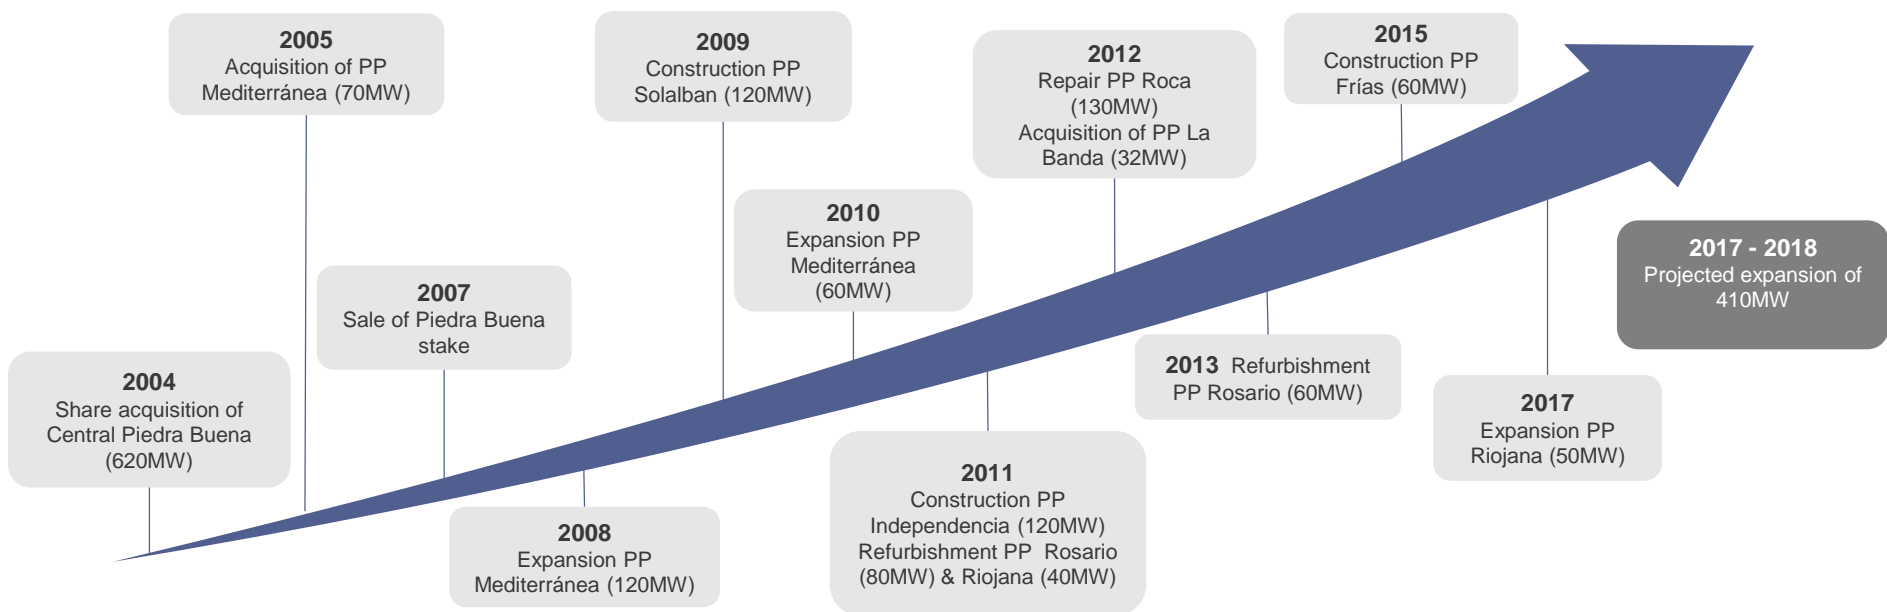 2004
Share acquisition of
Central Piedra Buena
(620MW)
2005
Acquisition of PP
Mediterránea (70MW)
2007
Sale of Piedra Buena
stake
2008
Expansion PP
Mediterránea (120MW)
2009
Construction PP
Solalban (120MW)
2010
Expansion PP
Mediterránea
(60MW)
2011
Construction PP
Independencia (120MW)
Refurbishment PP Rosario
(80MW) & Riojana (40MW)
2012
Repair PP Roca
(130MW)
Acquisition of PP La
Banda (32MW)
2013 Refurbishment
PP Rosario (60MW)
2015
Construction PP
Frías (60MW)
2017
Expansion PP
Riojana (50MW)
2017 - 2018
Projected expansion of
410MW